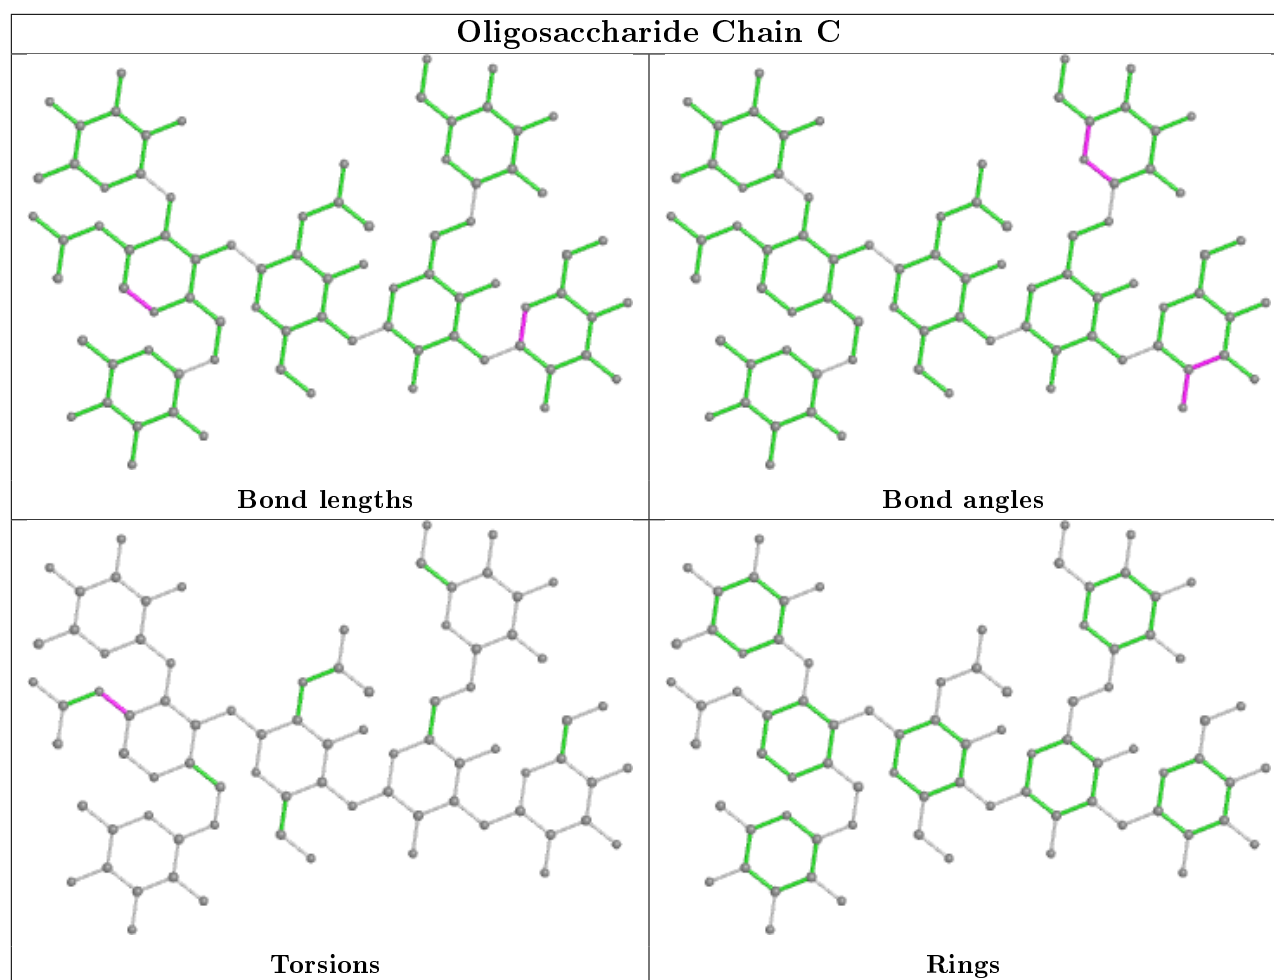 Oligosaccharide Chain C
Bond lengths
Bond angles
Torsions
Rings